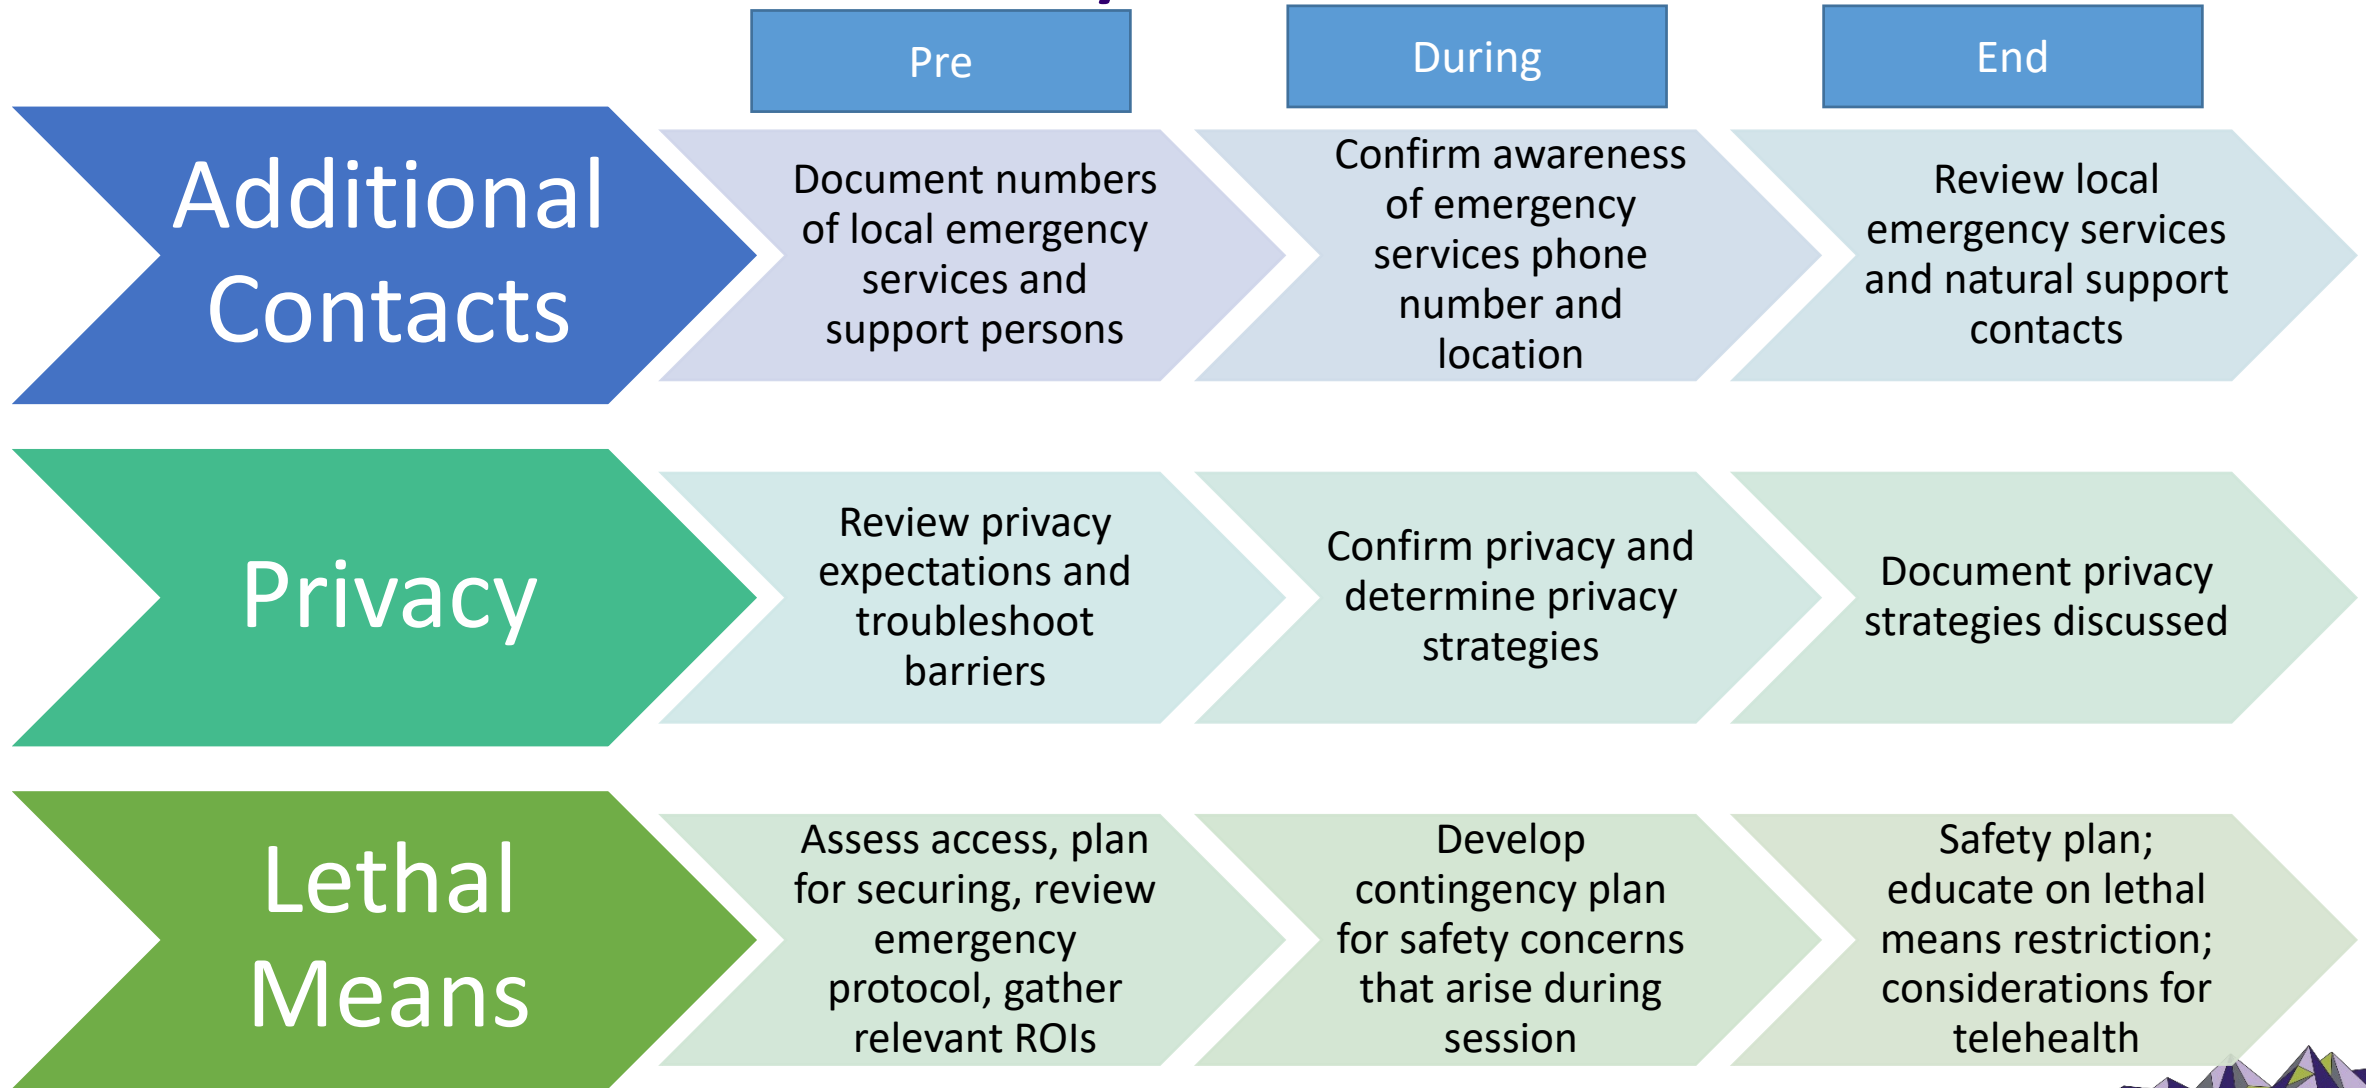 Pre
During
End
Additional
Contacts
Document numbers
of local emergency
services and
support persons
Confirm awareness
of emergency
services phone
number and
location
Review local
emergency services
and natural support
contacts
Privacy
Review privacy
expectations and
troubleshoot
barriers
Confirm privacy and
determine privacy
strategies
Document privacy
strategies discussed
Lethal
Means
Assess access, plan
for securing, review
emergency
protocol, gather
relevant ROIs
Develop
contingency plan
for safety concerns
that arise during
session
Safety plan;
educate on lethal
means restriction;
considerations for
telehealth